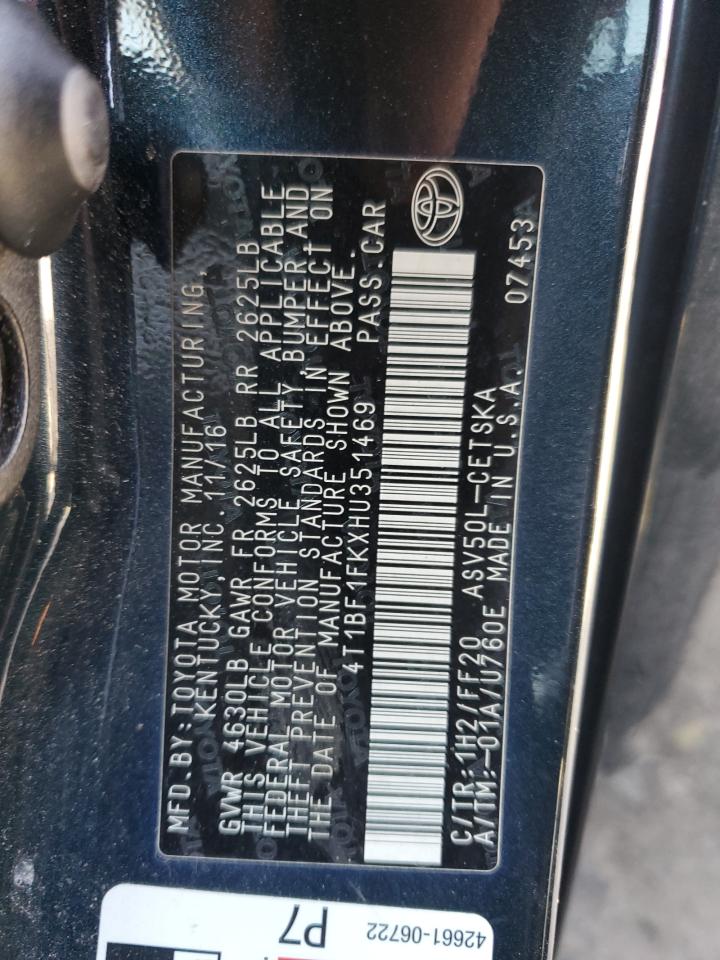 MFD.BY:TOYOTA MOTOR MANUFACTURING,
KENTUCKY,INC. 11/16
GVWR 4630LB GAWR FR 2625LB RR 2625LB
THIS VEHICLE CONFORMS TO ALL APPLICABLE
FEDERAL MOTOR VEHICLE SAFETY,BUMPER,AND
THEFT PREVENTION STANDARDS IN EFFECT ON
THE DATE OF MANUFACTURE SHOWN ABOVE.
4T1BF1FKXHU351469 PASS.CAR
C/TR:1H2/FF20 ASV50L-CETSKA 07453
A/TM:-01A/U760E MADE IN U.S.A.
P7
42661-06722